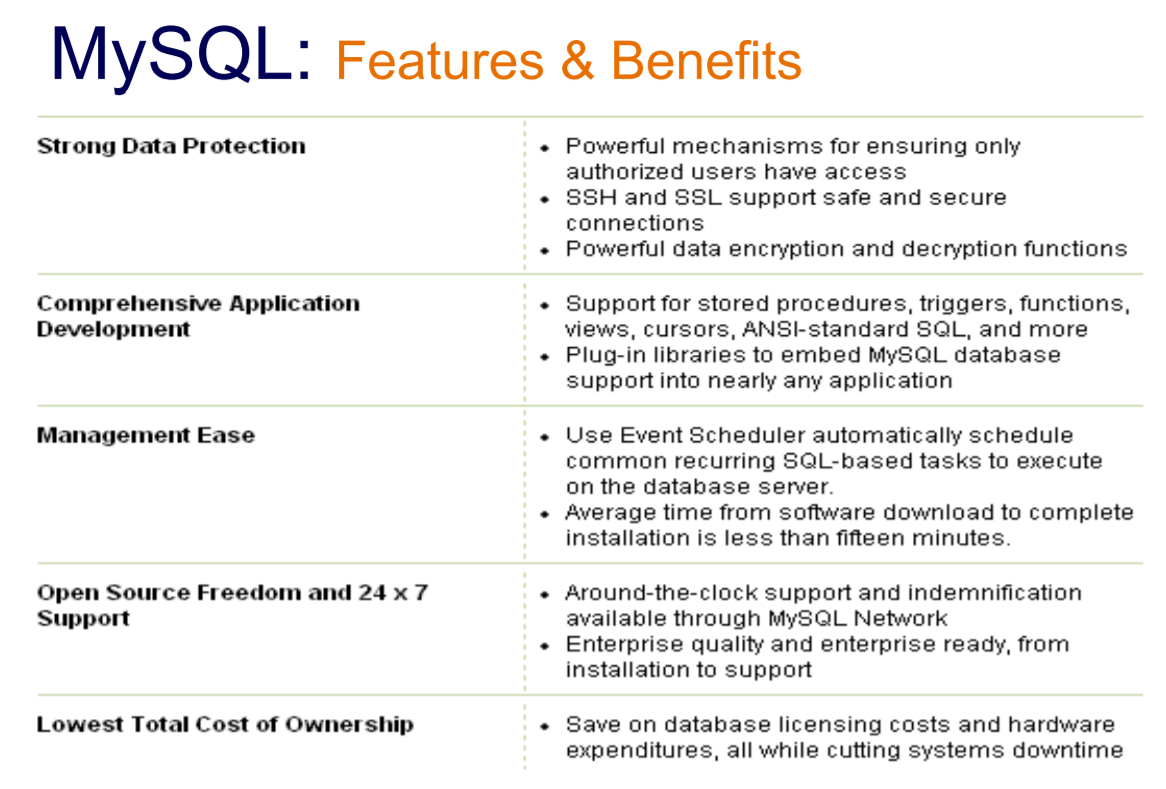 MySQL: Features & Benefits
Strong Data Protection
• Powerful mechanisms for ensuring only
authorized users have access
• SSH and SSL support safe and secure
connections
• Powerful data encryption and decryption functions
Comprehensive Application
Development
• Support for stored procedures, triggers, functions,
views, cursors, ANSI-standard SQL, and more
• Plug-in libraries to embed MySQL database
support into nearly any application
Management Ease
• Use Event Scheduler automatically schedule
common recurring SQL-based tasks to execute
on the database server.
• Average time from software download to complete
installation is less than fifteen minutes.
Open Source Freedom and 24 x 7
Support
• Around-the-clock support and indemnification
available through MySQL Network
• Enterprise quality and enterprise ready, from
installation to support
Lowest Total Cost of Ownership
• Save on database licensing costs and hardware
expenditures, all while cutting systems downtime